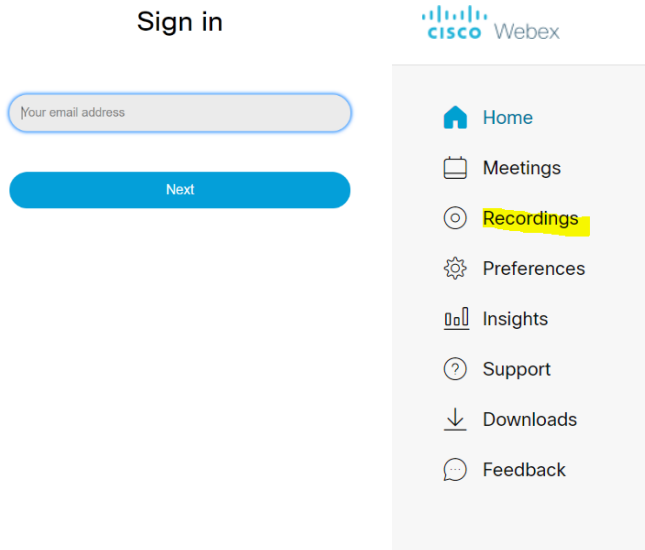 Sign in
Your email address
Next
CISCO Webex
Home
Meetings
Recordings
Preferences
Insights
Support
Downloads
Feedback